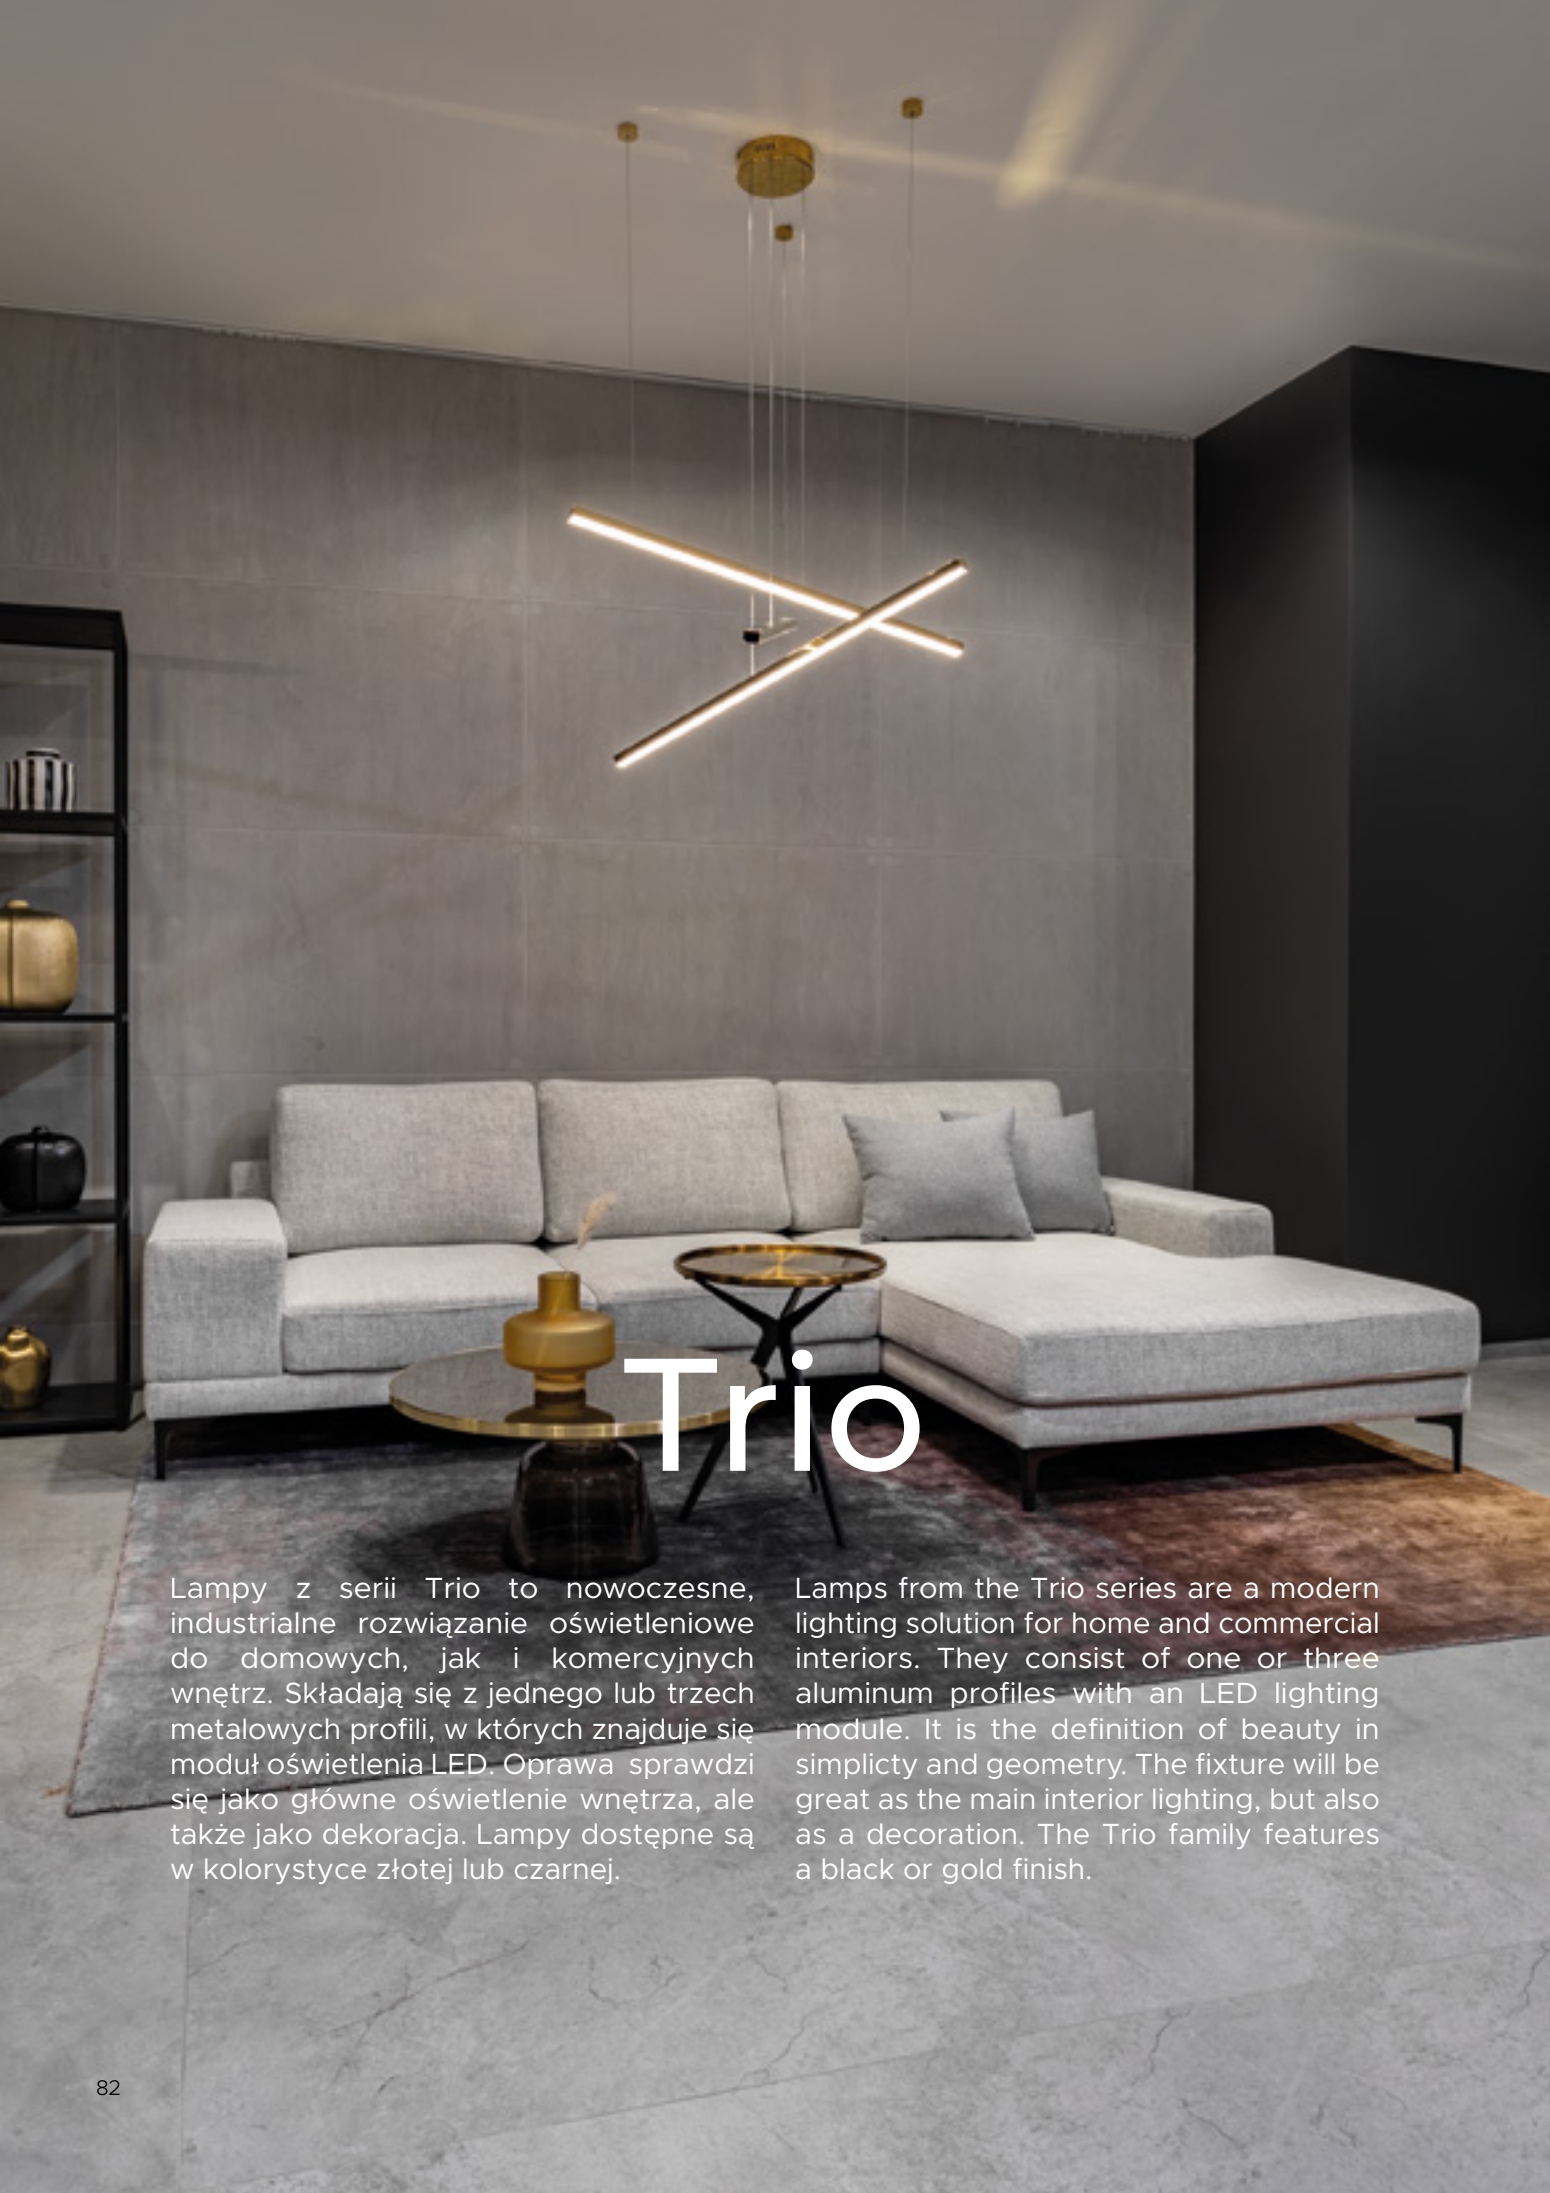 Trio
Lampy z serii Trio to nowoczesne,
industrialne rozwiązanie oświetleniowe
do domowych, jak i komercyjnych
wnętrz. Składają się z jednego lub trzech
metalowych profili, w których znajduje się
moduł oświetlenia LED. Oprawa sprawdzi
się jako główne oświetlenie wnętrza, ale
także jako dekoracja. Lampy dostępne są
w kolorystyce złotej lub czarnej.
Lamps from the Trio series are a modern
lighting solution for home and commercial
interiors. They consist of one or three
aluminum profiles with an LED lighting
module. It is the definition of beauty in
simplicty and geometry. The fixture will be
great as the main interior lighting, but also
as a decoration. The Trio family features
a black or gold finish.
82